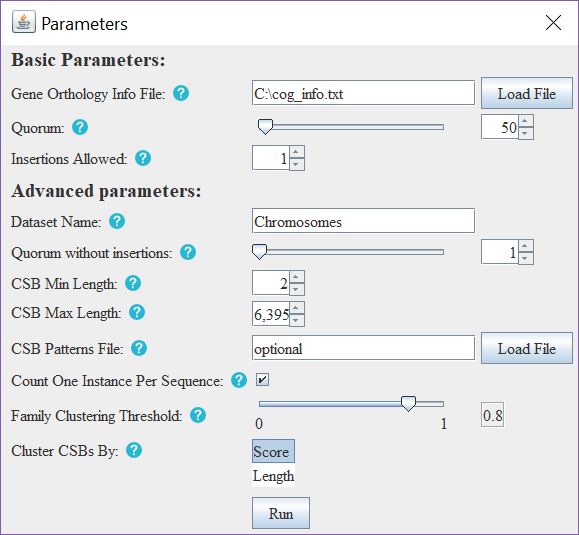 Parameters
Basic Parameters:
Gene Orthology Info File: ? C:\cog_info.txt Load File
Quorum: ? 50
Insertions Allowed: ? 1
Advanced parameters:
Dataset Name: ? Chromosomes
Quorum without insertions: ? 1
CSB Min Length: ? 2
CSB Max Length: ? 6,395
CSB Patterns File: ? optional Load File
Count One Instance Per Sequence: ?
Family Clustering Threshold: ? 0.8
0 1
Cluster CSBs By: ? Score
Length
Run